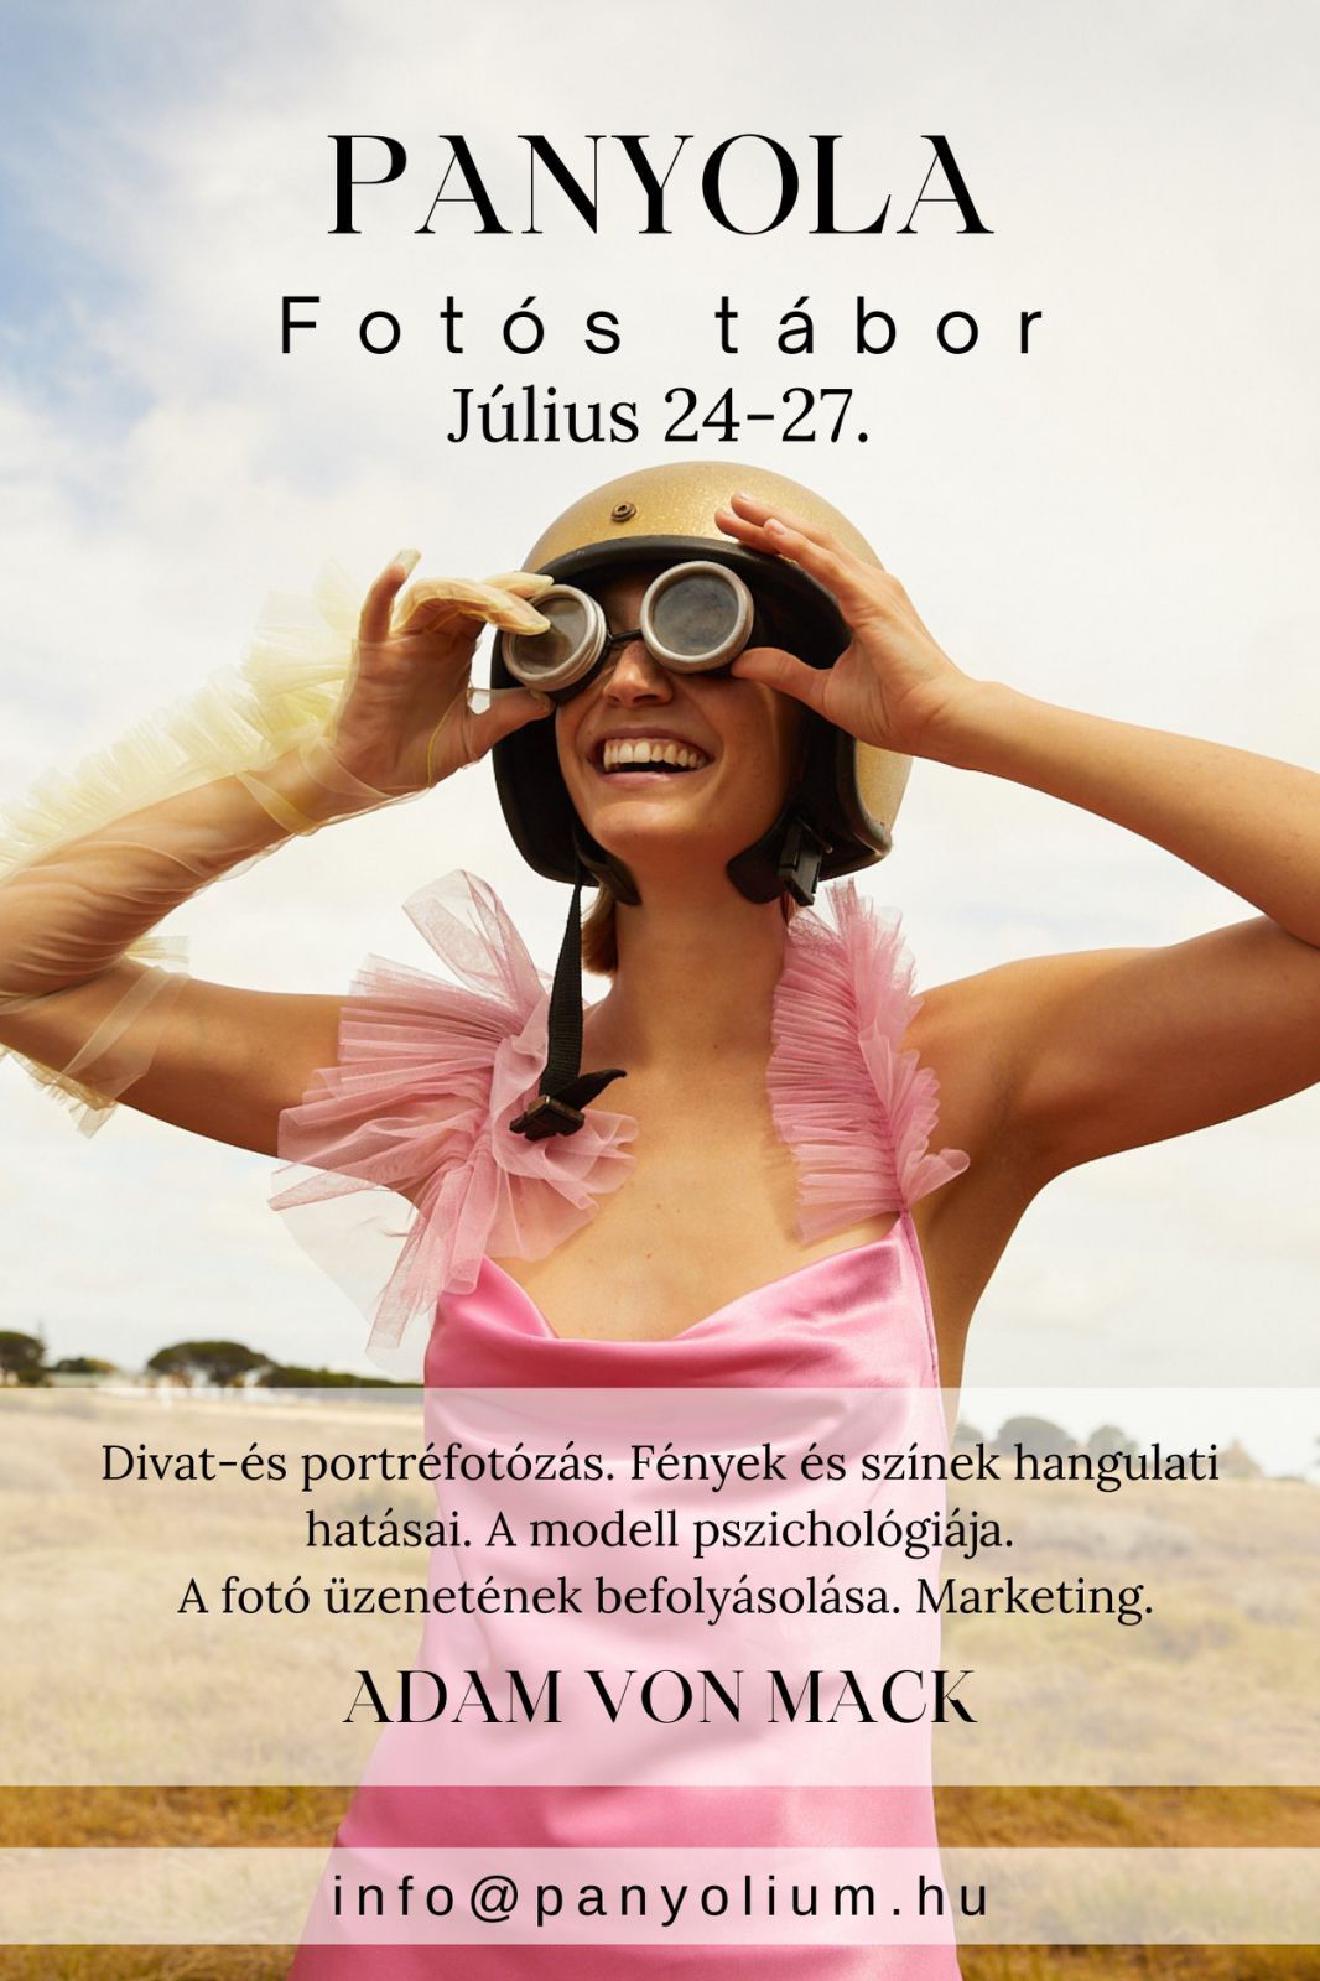 PANYOLA
Fotós tábor
Július 24-27.
Divat-és portréfotózás. Fények és színek hangulati
hatásai. A modell pszichológiája.
A fotó üzenetének befolyásolása. Marketing.
ADAM VON MACK
info@panyolium.hu